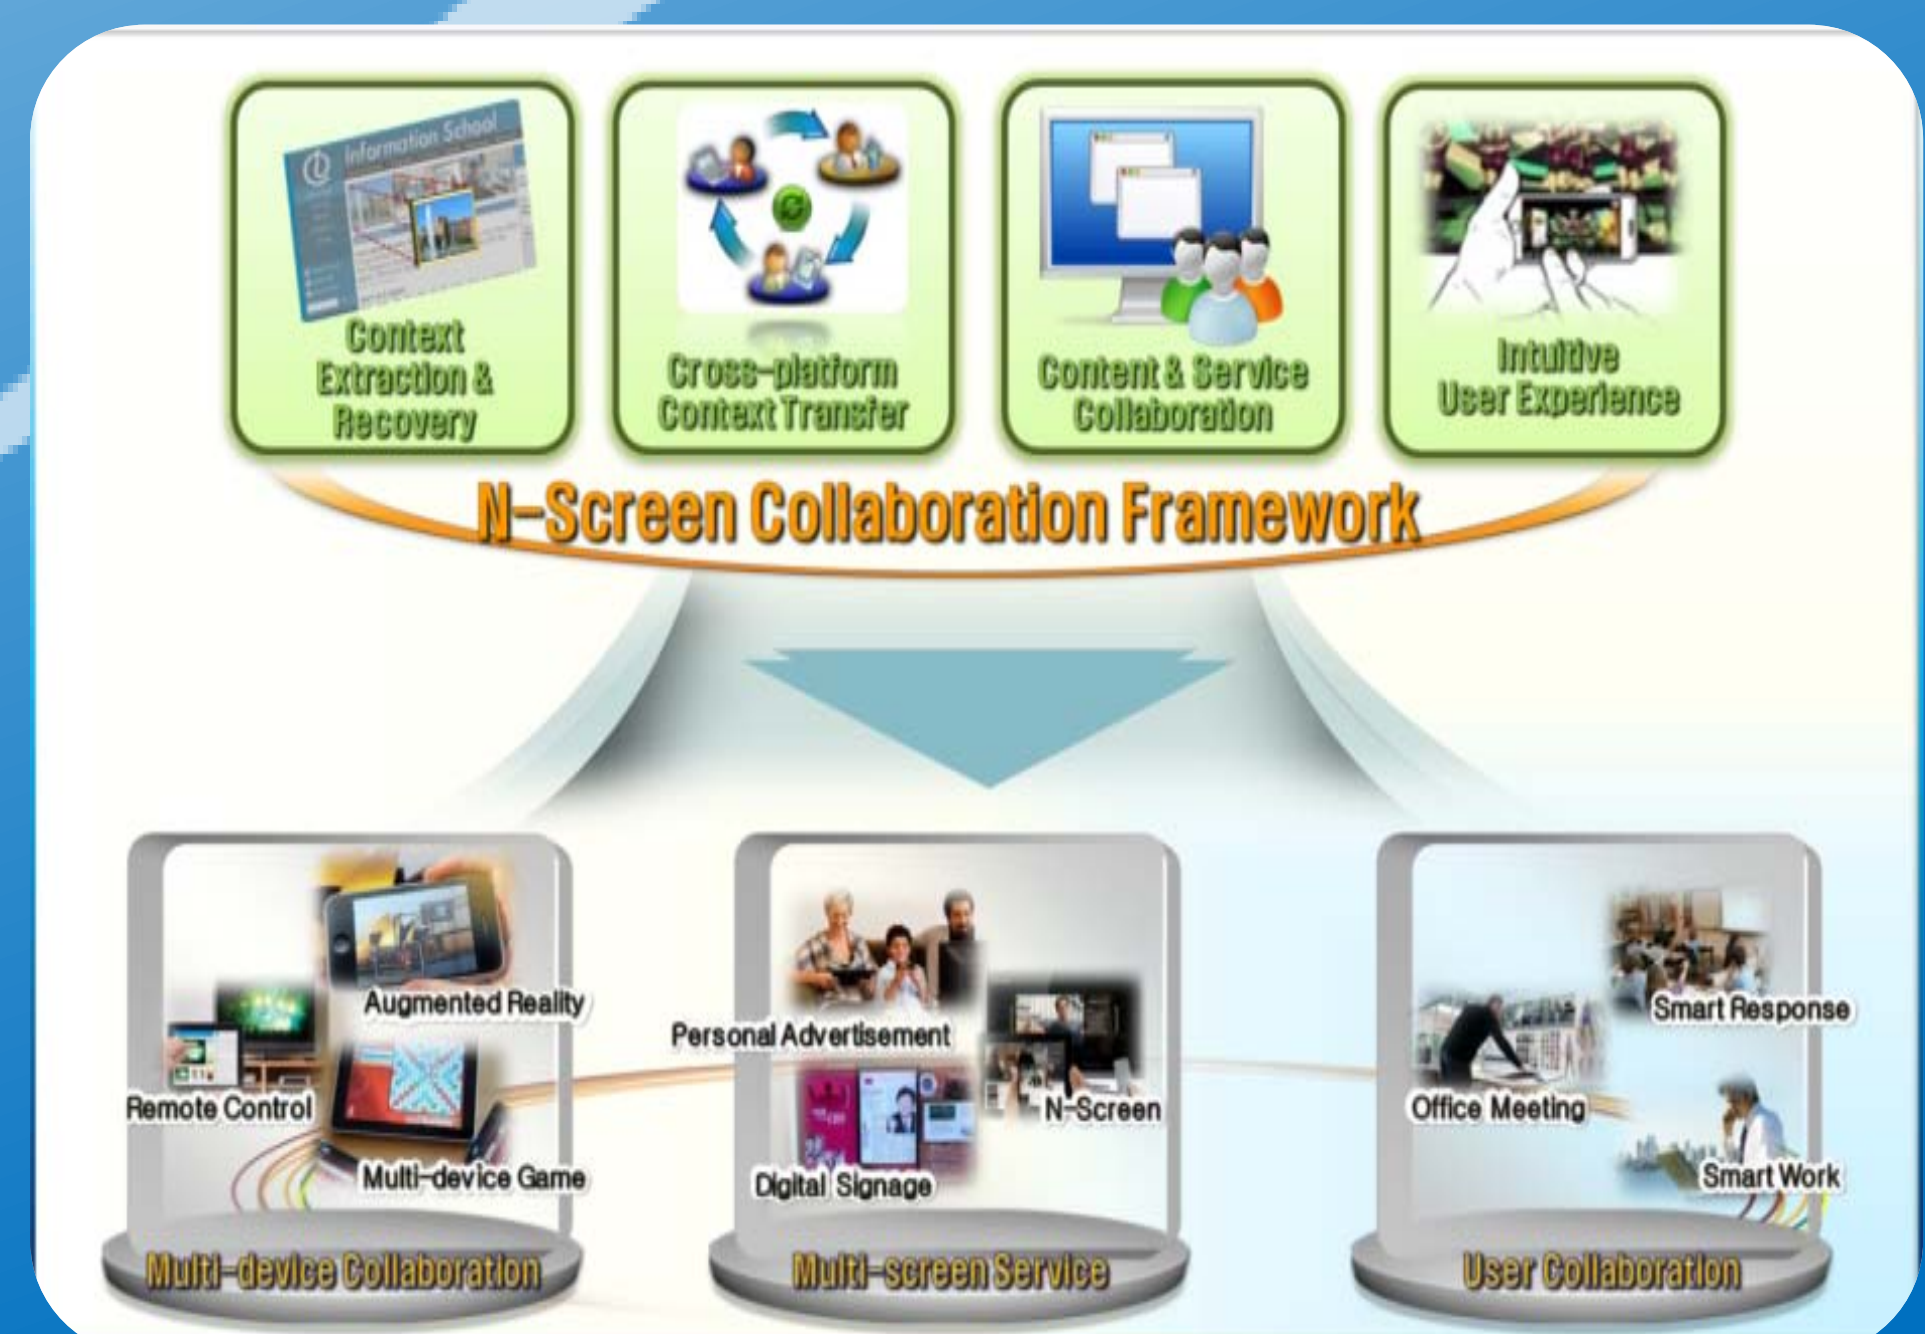 Information School
Context
Extraction &
Recovery
Cross-platform
Context Transfer
Content & Service
Collaboration
Intuitive
User Experience
N-Screen Collaboration Framework
Augmented Reality
Remote Control
Multi-device Game
Multi-device Collaboration
Personal Advertisement
N-Screen
Digital Signage
Multi-screen Service
Smart Response
Office Meeting
Smart Work
User Collaboration